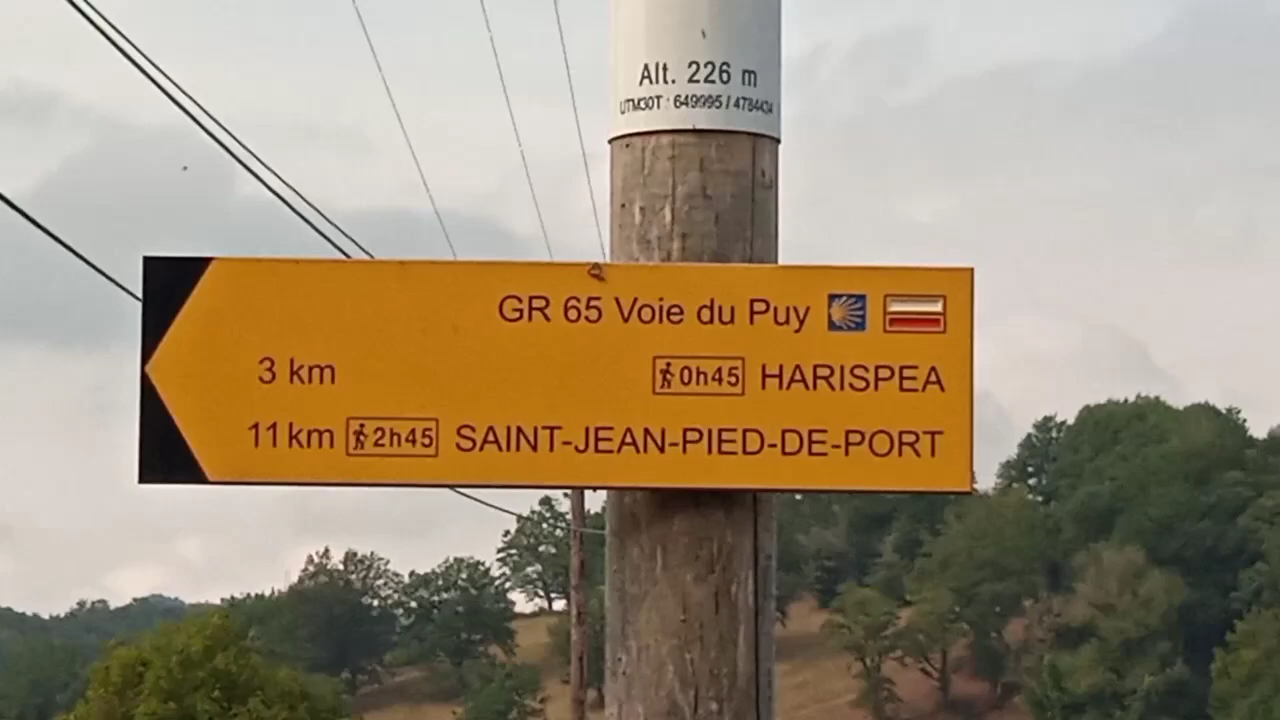 Alt. 226 m
UTM30T : 649995 / 4784434
GR 65 Voie du Puy
3 km 0h45 HARISPEA
11 km 2h45 SAINT-JEAN-PIED-DE-PORT